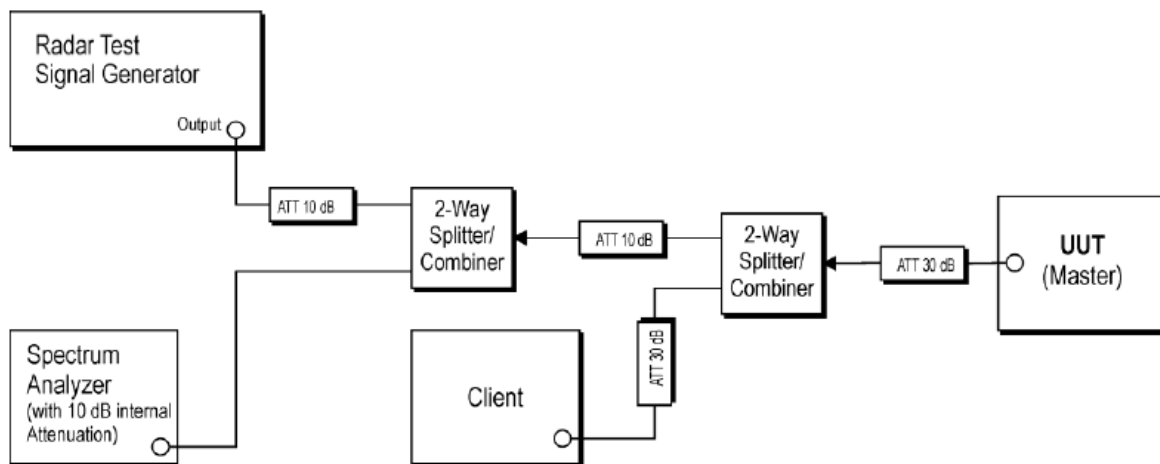 Radar Test
Signal Generator
Output
ATT 10 dB
2-Way
Splitter/
Combiner
ATT 10 dB
2-Way
Splitter/
Combiner
ATT 30 dB
UUT
(Master)
Spectrum
Analyzer
(with 10 dB internal
Attenuation)
Client
ATT 30 dB